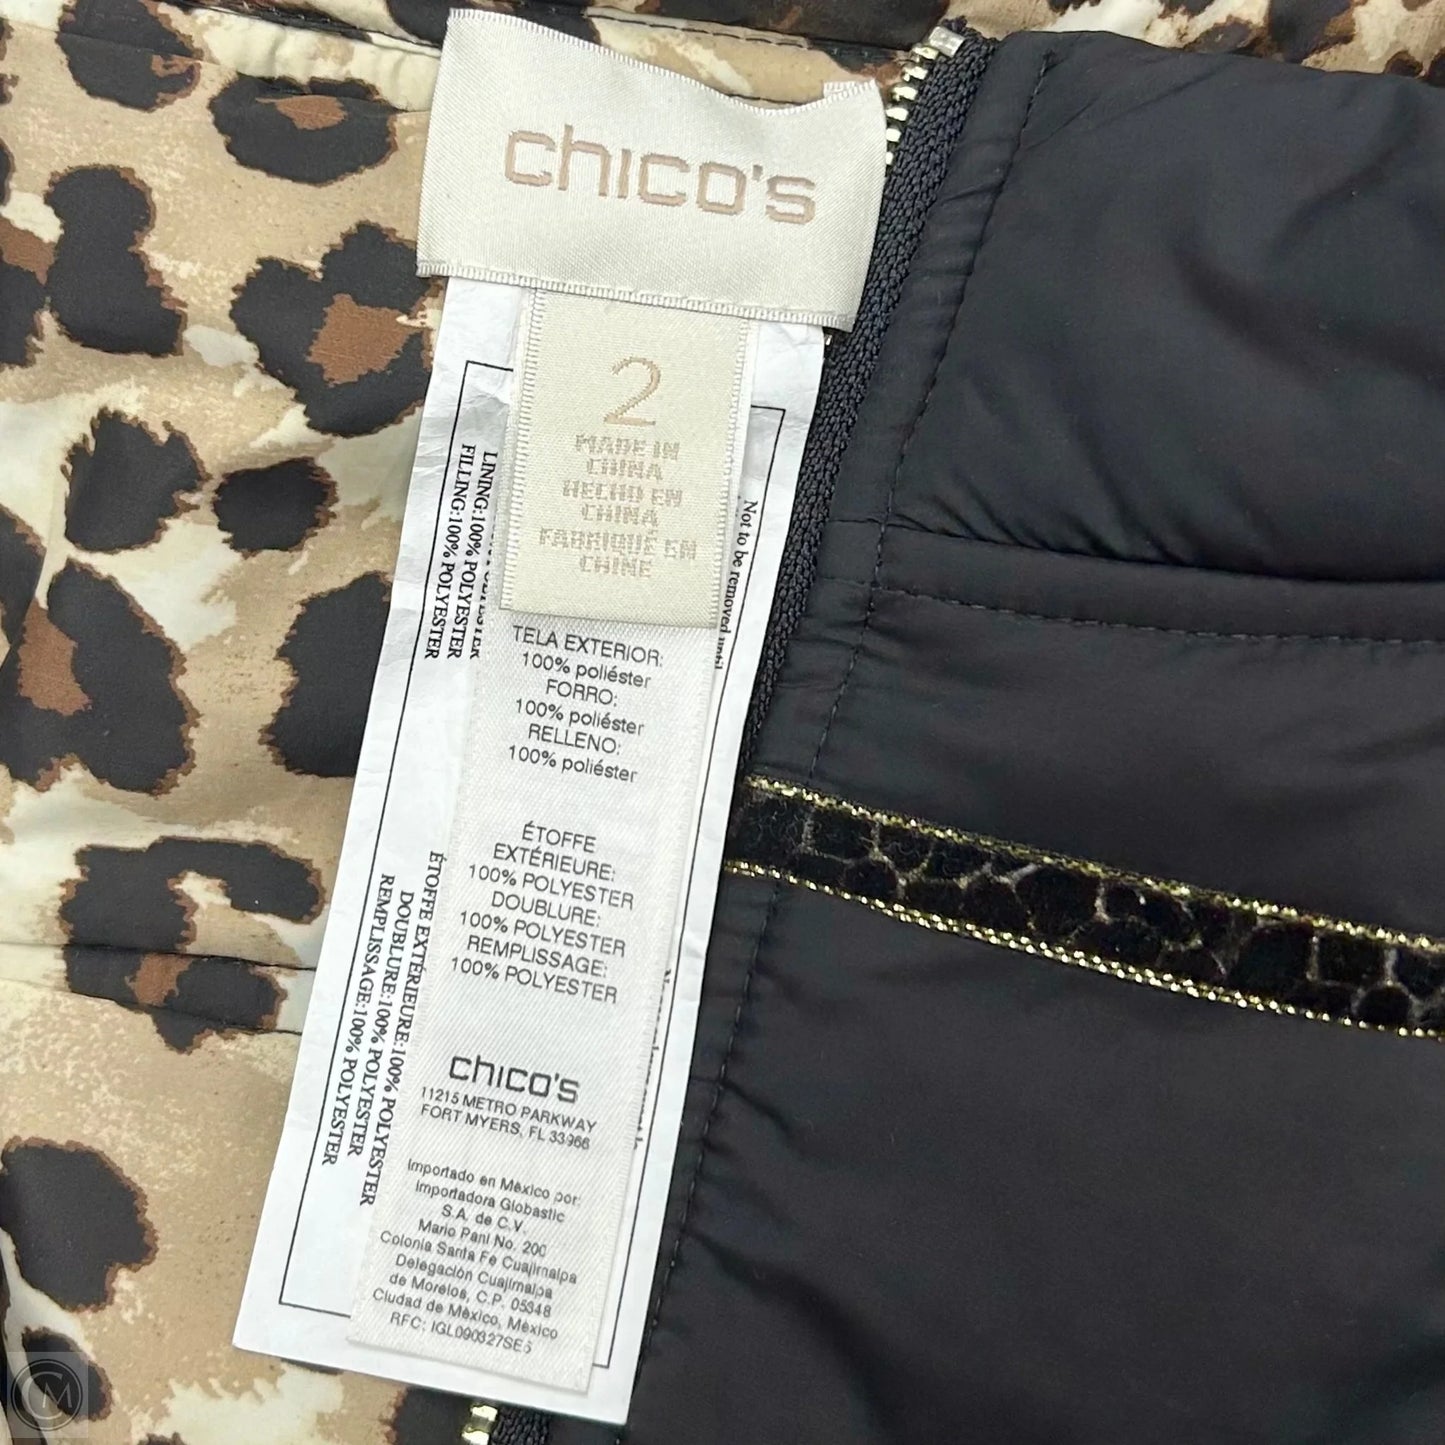 chico's
2
MADE IN
CHINA
HECHO EN
CHINA
FABRIQUÉ EN
CHINE
TELA EXTERIOR:
100% poliéster
FORRO:
100% poliéster
RELLENO:
100% poliéster
ÉTOFFE
EXTÉRIEURE:
100% POLYESTER
DOUBLURE:
100% POLYESTER
REMPLISSAGE:
100% POLYESTER
chico's
11215 METRO PARKWAY
FORT MYERS, FL 33966
Importado en México por:
Importadora Globastic
S.A. de C.V.
Mario Pani No. 200
Colonia Santa Fe Cuajimalpa
Delegación Cuajimalpa
de Morelos, C.P. 05348
Ciudad de México, México
RFC: IGL090327SE5
LINING:100% POLYESTER
FILLING:100% POLYESTER
Not to be removed until
ÉTOFFE EXTÉRIEURE:100% POLYESTER
DOUBLURE:100% POLYESTER
REMPLISSAGE:100% POLYESTER